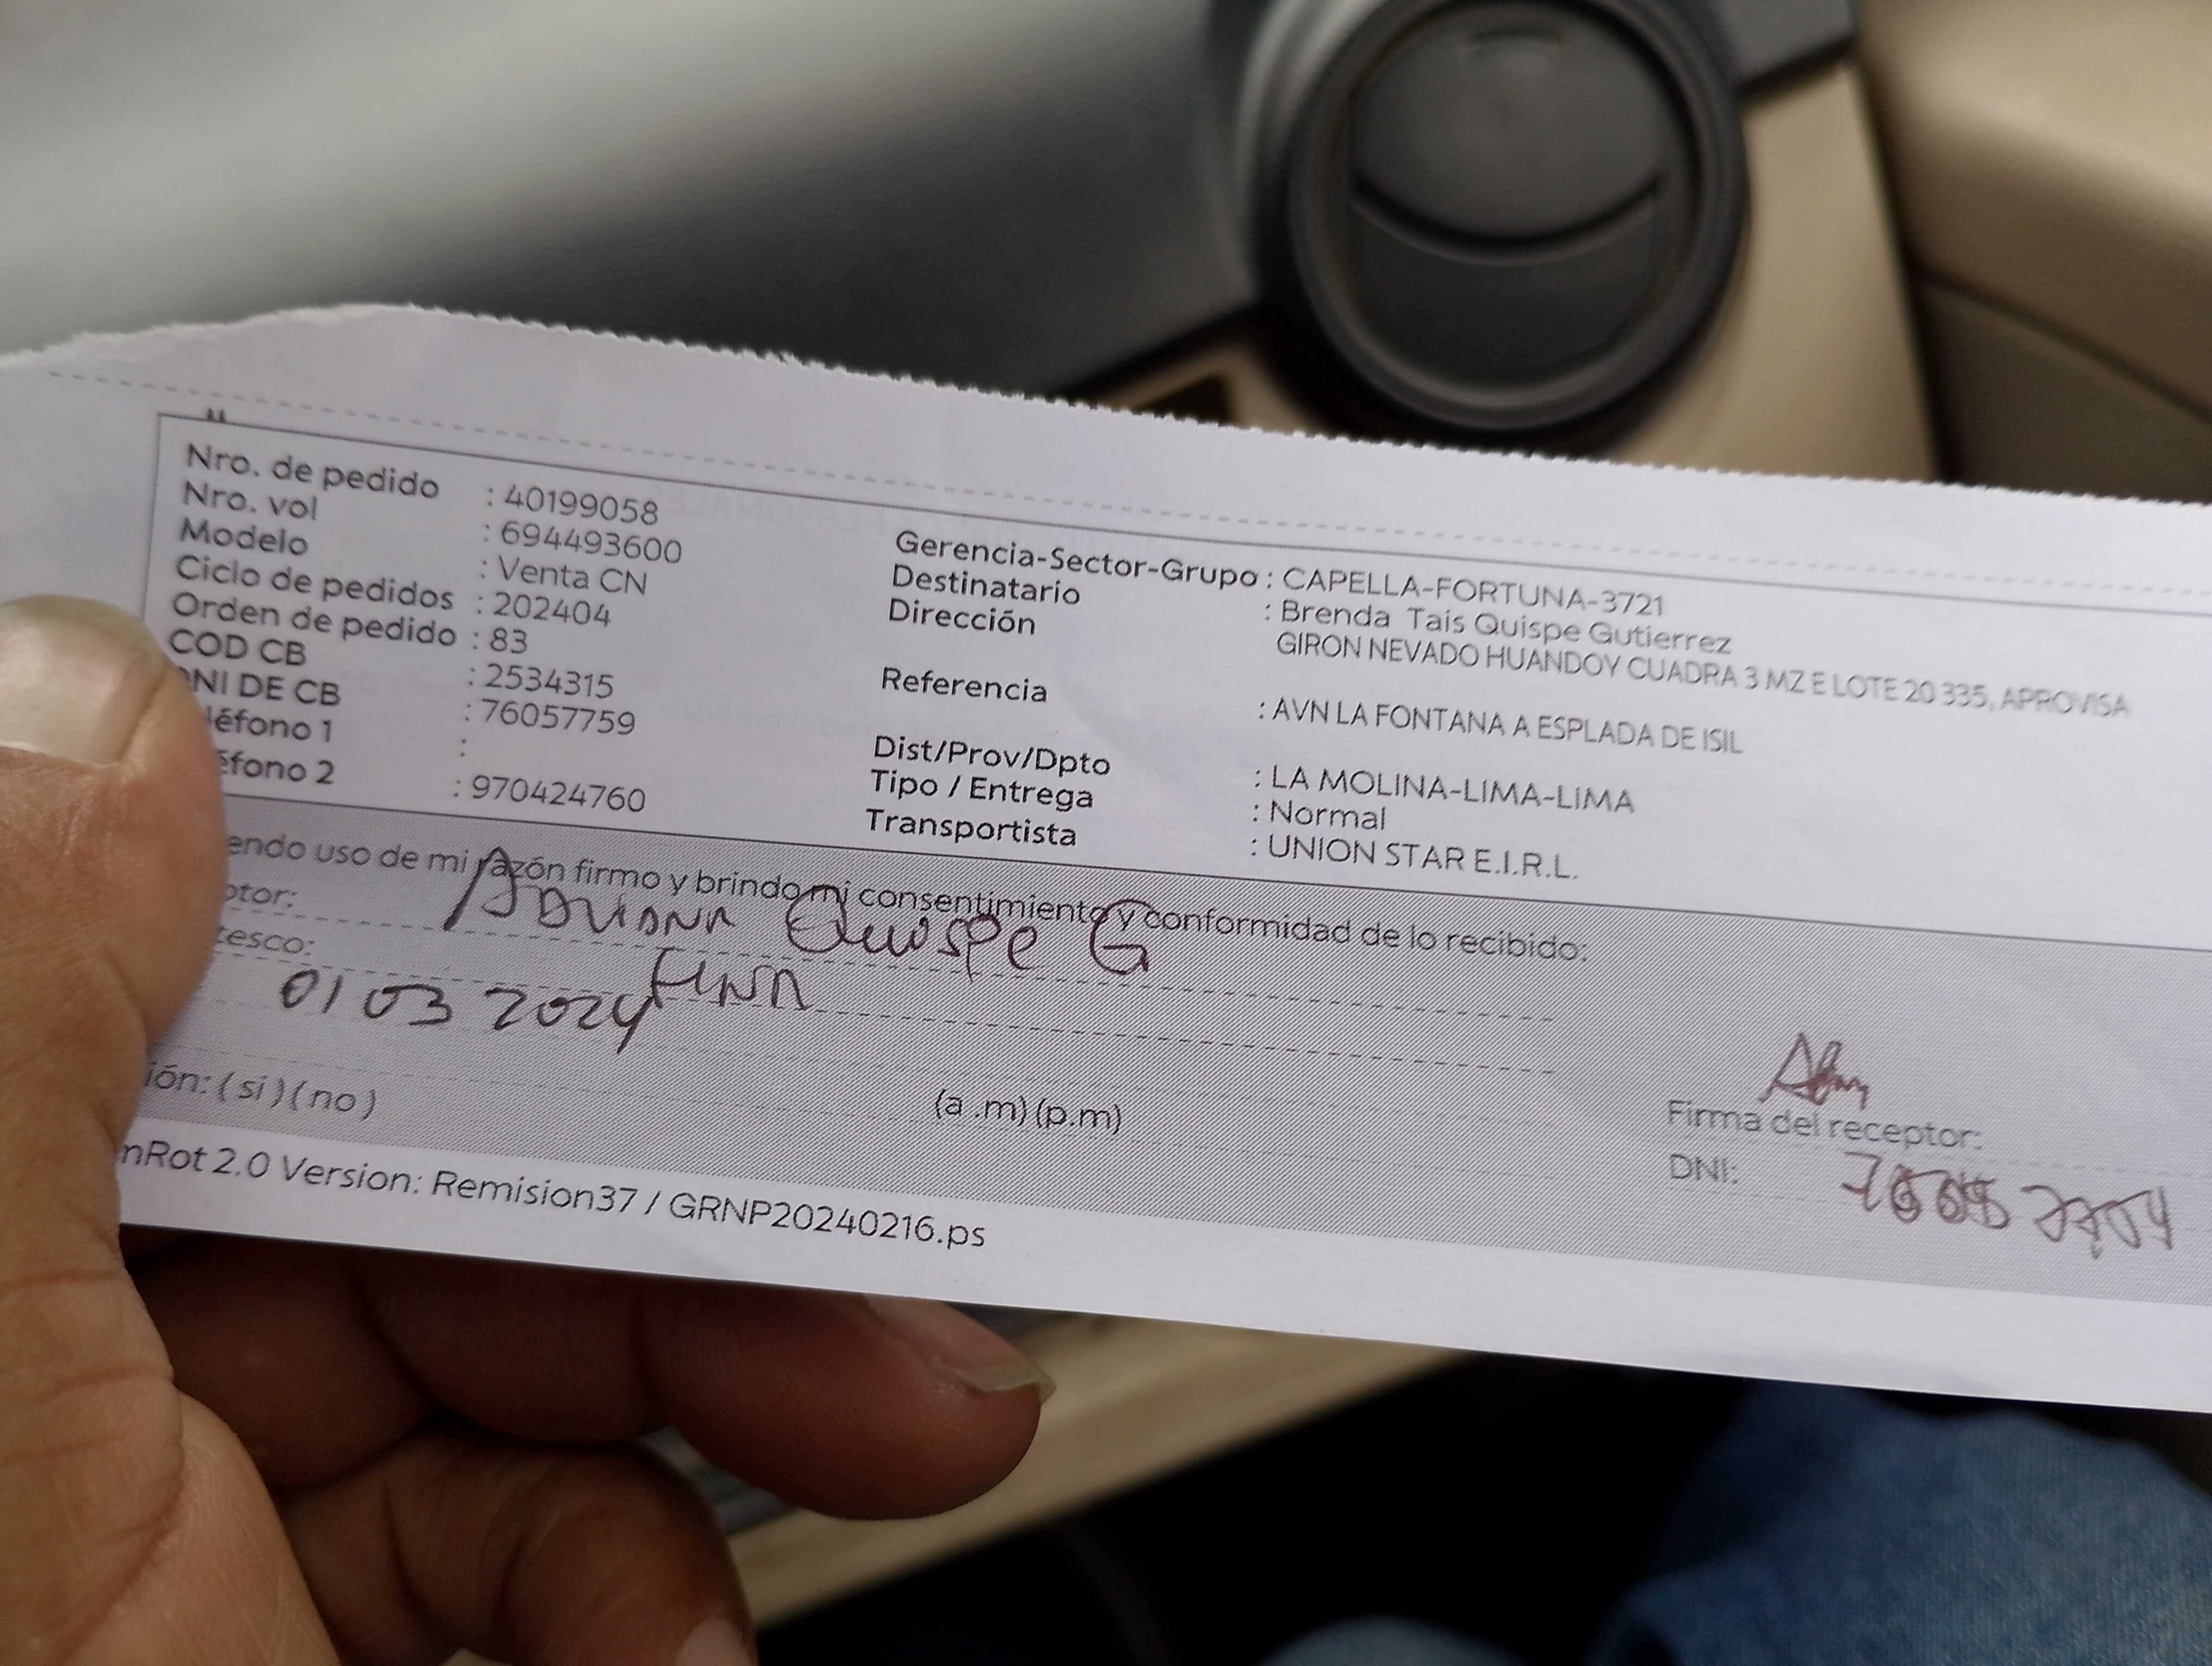 Nro. de pedido : 40199058
Nro. vol : 694493600
Modelo : Venta CN
Ciclo de pedidos : 202404
Orden de pedido : 83
COD CB : 2534315
NI DE CB : 76057759
léfono 1 :
éfono 2 : 970424760
Gerencia-Sector-Grupo : CAPELLA-FORTUNA-3721
Destinatario : Brenda Tais Quispe Gutierrez
Dirección GIRON NEVADO HUANDOY CUADRA 3 MZ E LOTE 20 335, APROVISA
Referencia : AVN LA FONTANA A ESPLADA DE ISIL
Dist/Prov/Dpto : LA MOLINA-LIMA-LIMA
Tipo / Entrega : Normal
Transportista : UNION STAR E.I.R.L.
endo uso de mi razón firmo y brindo mi consentimiento y conformidad de lo recibido:
ptor: Quispe G
tesco:
01 03 2024
ión: ( si ) ( no )
(a .m) (p.m)
Firma del receptor:
DNI:
mRot 2.0 Version: Remision37 / GRNP20240216.ps